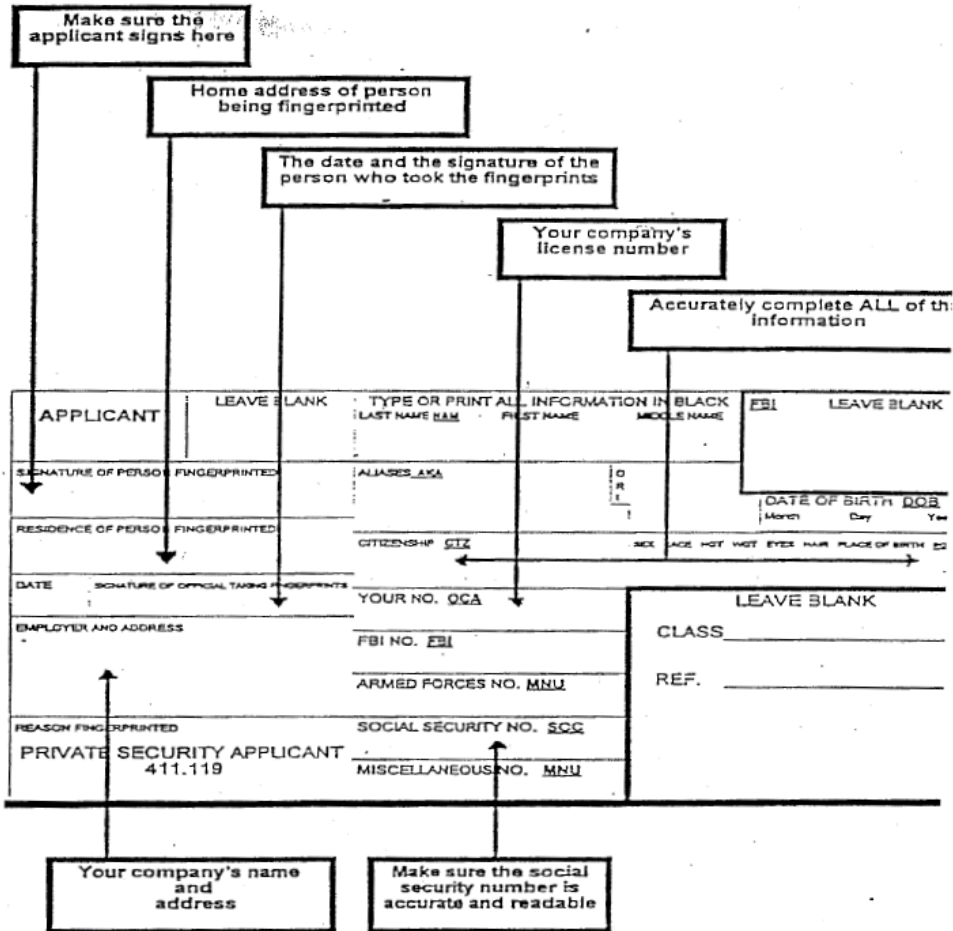 Make sure the
applicant signs here
Home address of person
being fingerprinted
The date and the signature of the
person who took the fingerprints
Your company's
license number
Accurately complete ALL of th
information
APPLICANT
LEAVE BLANK
TYPE OR PRINT ALL INFORMATION IN BLACK
LAST NAME NAM FIRST NAME MIDDLE NAME
FBI LEAVE BLANK
SIGNATURE OF PERSON FINGERPRINTED
ALIASES AKA
O
R
I
DATE OF BIRTH DOB
Month Day Yea
RESIDENCE OF PERSON FINGERPRINTED
CITIZENSHIP CTZ
SEX RACE HGT WGT EYES HAIR PLACE OF BIRTH
DATE SIGNATURE OF OFFICIAL TAKING FINGERPRINTS
YOUR NO. OCA
LEAVE BLANK
EMPLOYER AND ADDRESS
CLASS
FBI NO. FBI
REF.
ARMED FORCES NO. MNU
REASON FINGERPRINTED
SOCIAL SECURITY NO. SOC
PRIVATE SECURITY APPLICANT
411.119
MISCELLANEOUS NO. MNU
Your company's name
and
address
Make sure the social
security number is
accurate and readable